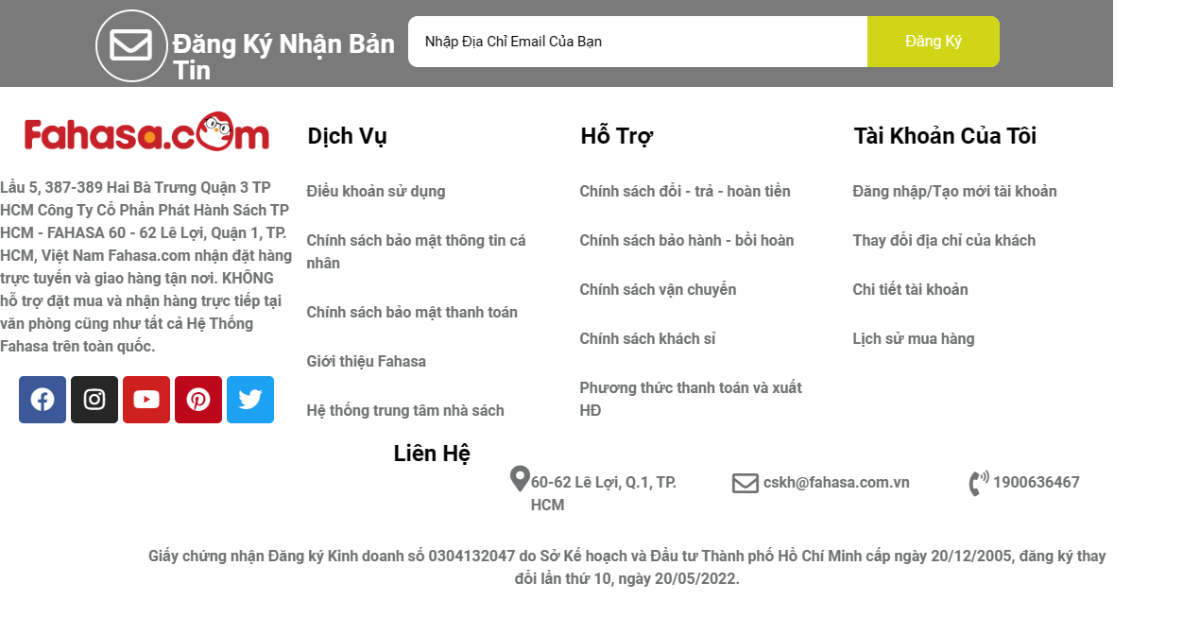 Đăng Ký Nhận Bản
Tin
Nhập Địa Chỉ Email Của Bạn
Đăng Ký
Fahasa.com
Lầu 5, 387-389 Hai Bà Trưng Quận 3 TP
HCM Công Ty Cổ Phần Phát Hành Sách TP
HCM - FAHASA 60 - 62 Lê Lợi, Quận 1, TP.
HCM, Việt Nam Fahasa.com nhận đặt hàng
trực tuyến và giao hàng tận nơi. KHÔNG
hỗ trợ đặt mua và nhận hàng trực tiếp tại
văn phòng cũng như tất cả Hệ Thống
Fahasa trên toàn quốc.
Dịch Vụ
Điều khoản sử dụng
Chính sách bảo mật thông tin cá
nhân
Chính sách bảo mật thanh toán
Giới thiệu Fahasa
Hệ thống trung tâm nhà sách
Hỗ Trợ
Chính sách đổi - trả - hoàn tiền
Chính sách bảo hành - bồi hoàn
Chính sách vận chuyển
Chính sách khách sỉ
Phương thức thanh toán và xuất
HĐ
Tài Khoản Của Tôi
Đăng nhập/Tạo mới tài khoản
Thay đổi địa chỉ của khách
Chi tiết tài khoản
Lịch sử mua hàng
Liên Hệ
60-62 Lê Lợi, Q.1, TP.
HCM
cskh@fahasa.com.vn
1900636467
Giấy chứng nhận Đăng ký Kinh doanh số 0304132047 do Sở Kế hoạch và Đầu tư Thành phố Hồ Chí Minh cấp ngày 20/12/2005, đăng ký thay
đổi lần thứ 10, ngày 20/05/2022.